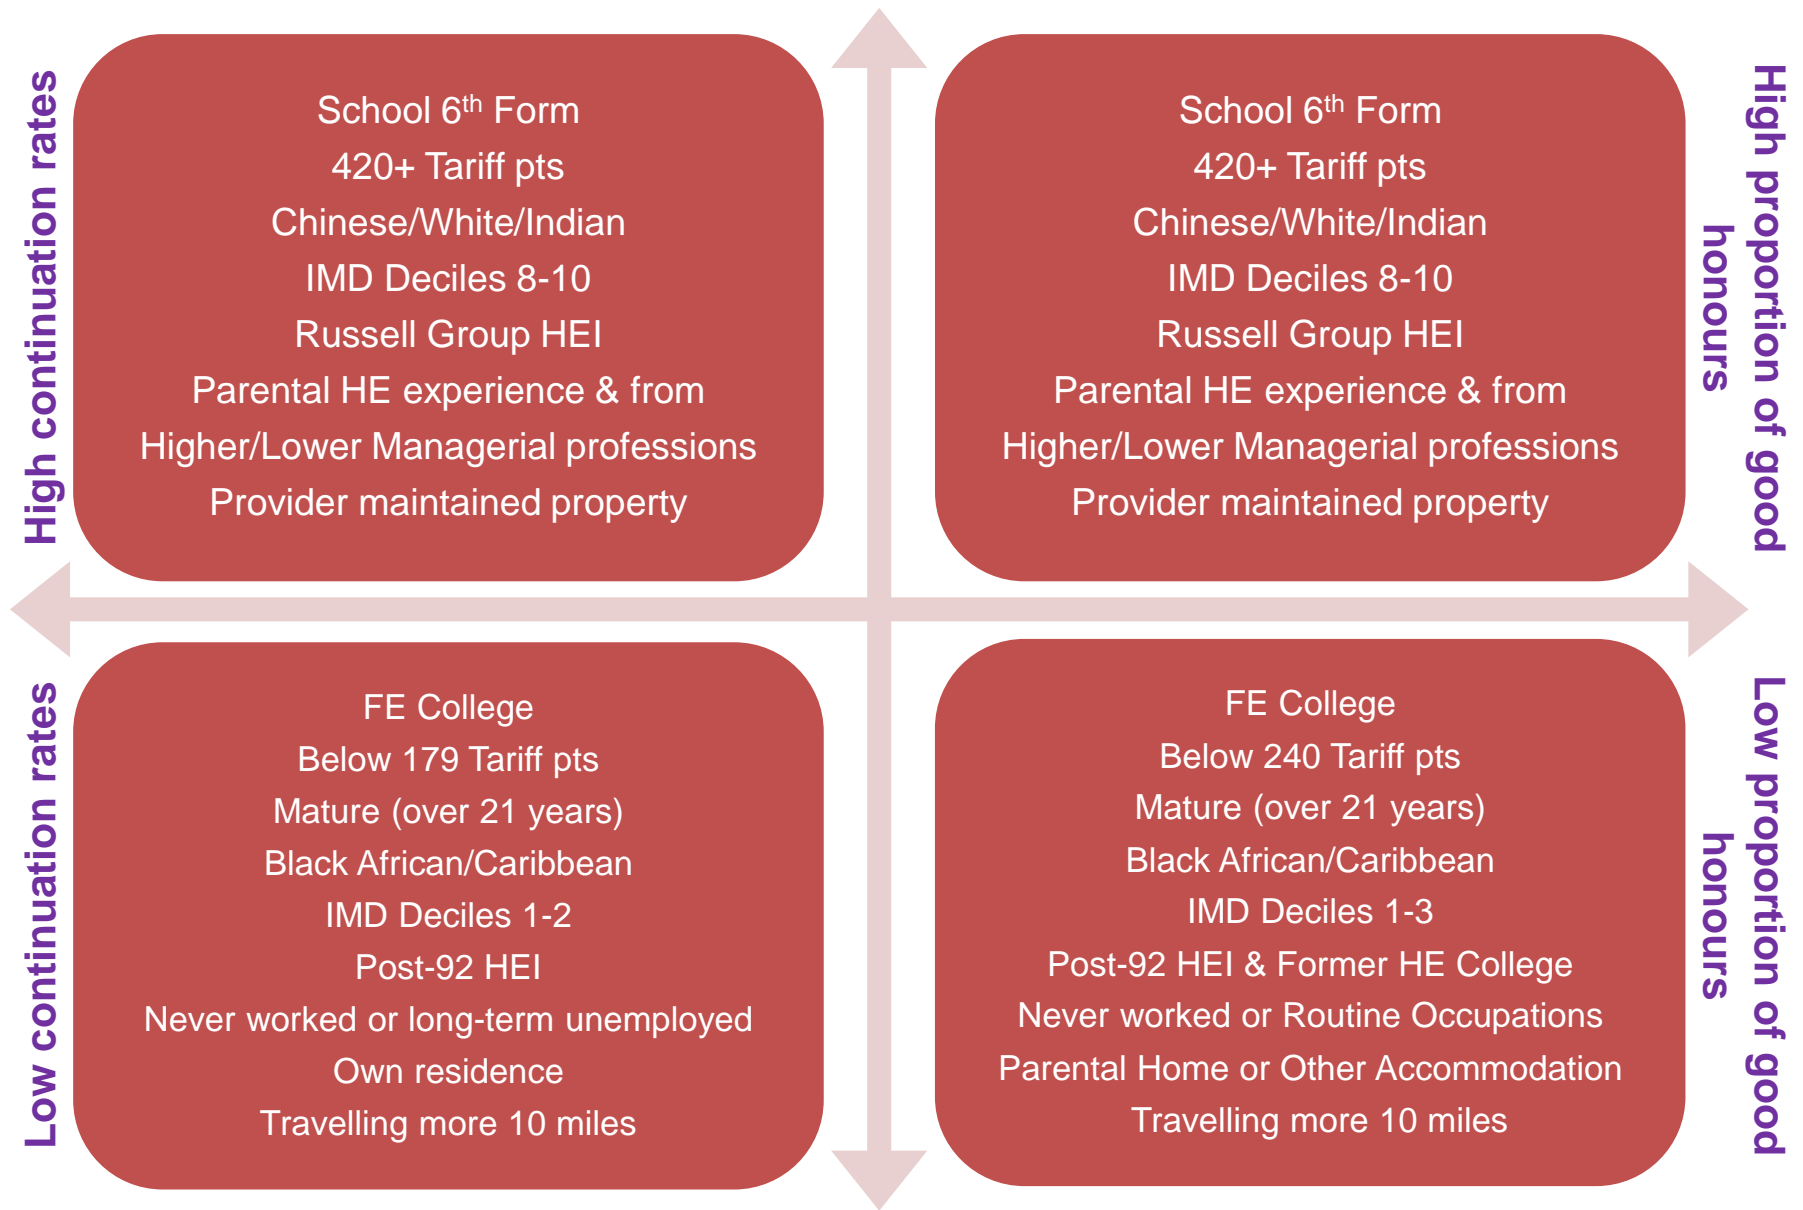 High continuation rates
School 6th Form
420+ Tariff pts
Chinese/White/Indian
IMD Deciles 8-10
Russell Group HEI
Parental HE experience & from
Higher/Lower Managerial professions
Provider maintained property
School 6th Form
420+ Tariff pts
Chinese/White/Indian
IMD Deciles 8-10
Russell Group HEI
Parental HE experience & from
Higher/Lower Managerial professions
Provider maintained property
High proportion of good
honours
Low continuation rates
FE College
Below 179 Tariff pts
Mature (over 21 years)
Black African/Caribbean
IMD Deciles 1-2
Post-92 HEI
Never worked or long-term unemployed
Own residence
Travelling more 10 miles
FE College
Below 240 Tariff pts
Mature (over 21 years)
Black African/Caribbean
IMD Deciles 1-3
Post-92 HEI & Former HE College
Never worked or Routine Occupations
Parental Home or Other Accommodation
Travelling more 10 miles
Low proportion of good
honours